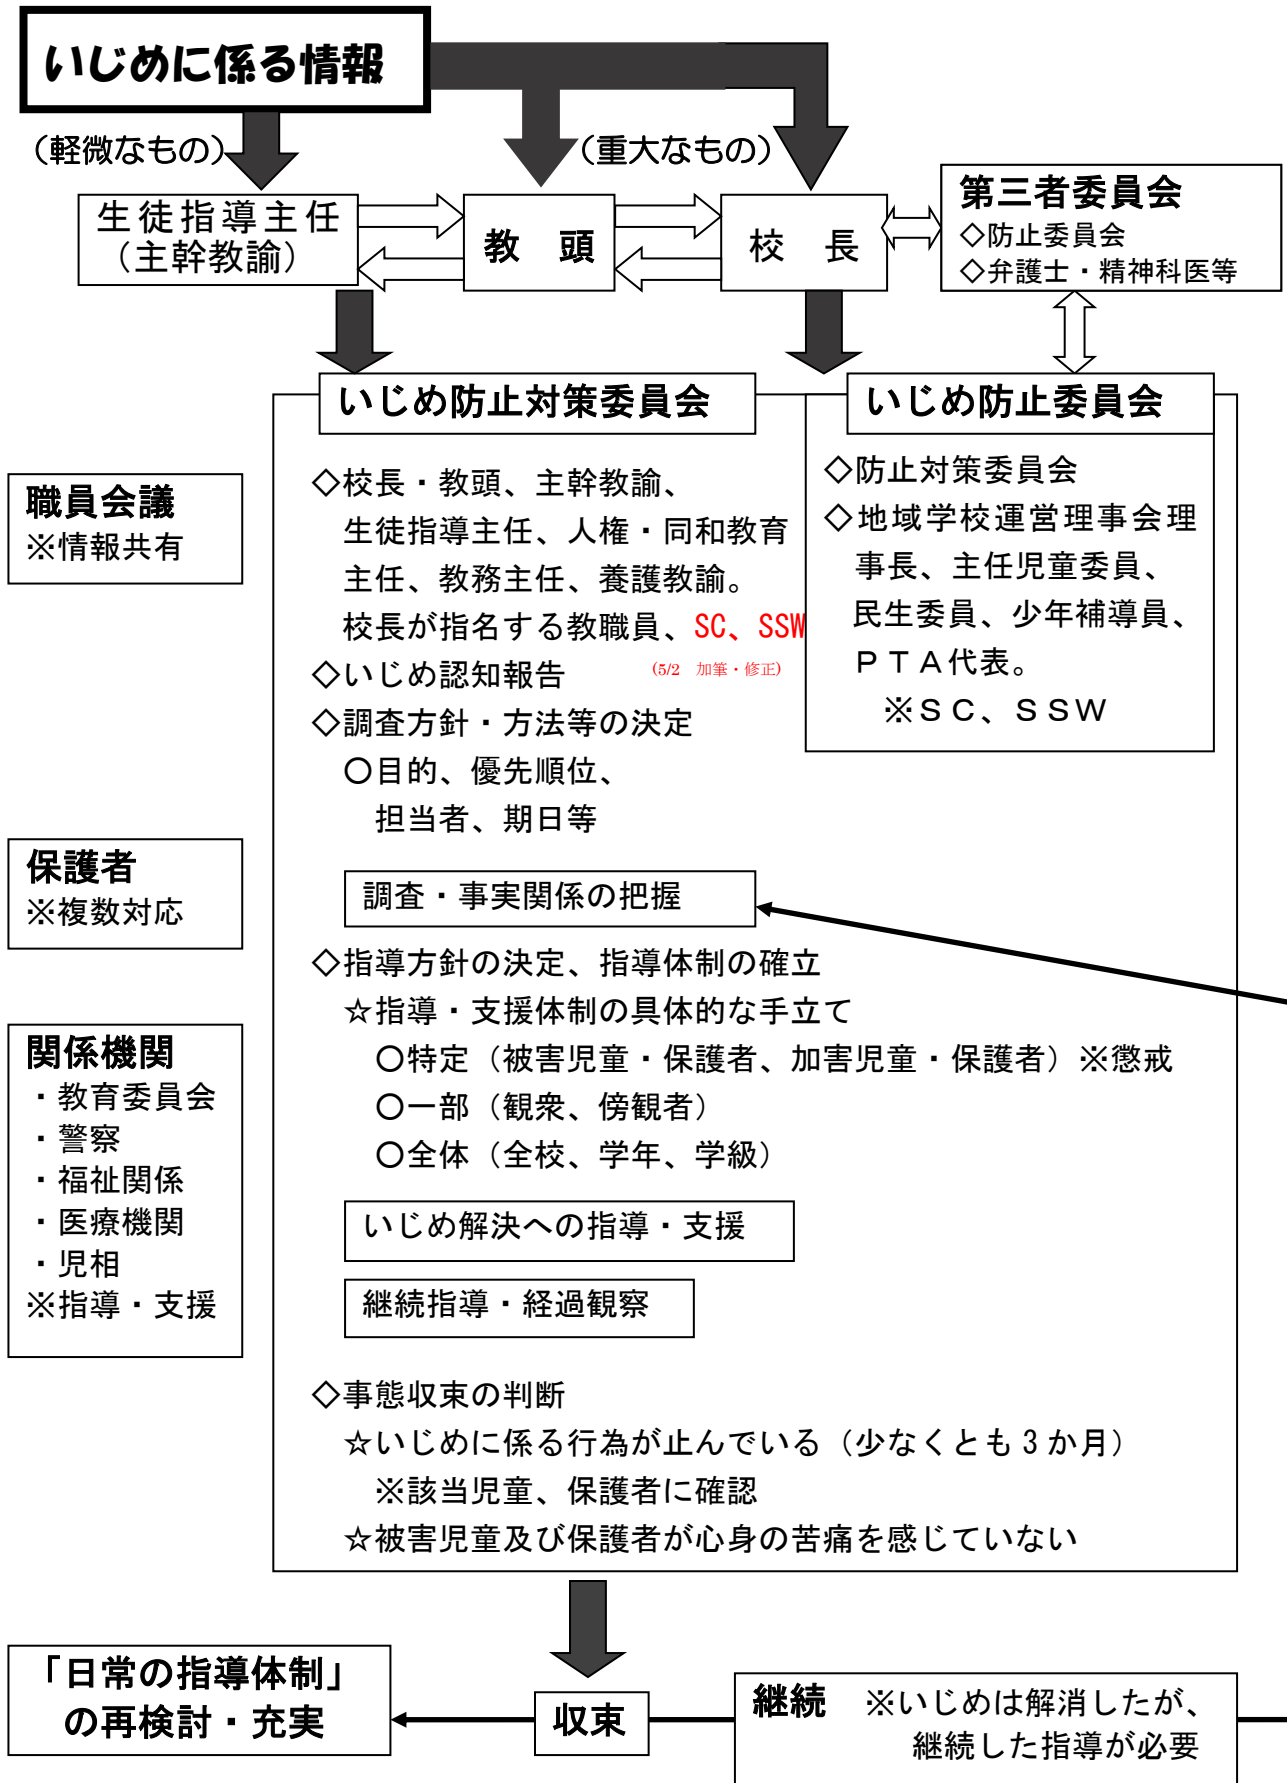 いじめに係る情報
（軽微なもの）
（重大なもの）
生徒指導主任
（主幹教諭）
教　頭
校　長
第三者委員会
◇防止委員会
◇弁護士・精神科医等
いじめ防止対策委員会
◇校長・教頭、主幹教諭、
生徒指導主任、人権・同和教育
主任、教務主任、養護教諭。
校長が指名する教職員、SC、SSW
◇いじめ認知報告
(5/2　加筆・修正)
◇調査方針・方法等の決定
○目的、優先順位、
担当者、期日等
いじめ防止委員会
◇防止対策委員会
◇地域学校運営理事会理
事長、主任児童委員、
民生委員、少年補導員、
ＰＴＡ代表。
※ＳＣ、ＳＳＷ
職員会議
※情報共有
保護者
※複数対応
関係機関
・教育委員会
・警察
・福祉関係
・医療機関
・児相
※指導・支援
調査・事実関係の把握
◇指導方針の決定、指導体制の確立
☆指導・支援体制の具体的な手立て
○特定（被害児童・保護者、加害児童・保護者）※懲戒
○一部（観衆、傍観者）
○全体（全校、学年、学級）
いじめ解決への指導・支援
継続指導・経過観察
◇事態収束の判断
☆いじめに係る行為が止んでいる（少なくとも3か月）
※該当児童、保護者に確認
☆被害児童及び保護者が心身の苦痛を感じていない
「日常の指導体制」
の再検討・充実
収束
継続　※いじめは解消したが、
継続した指導が必要